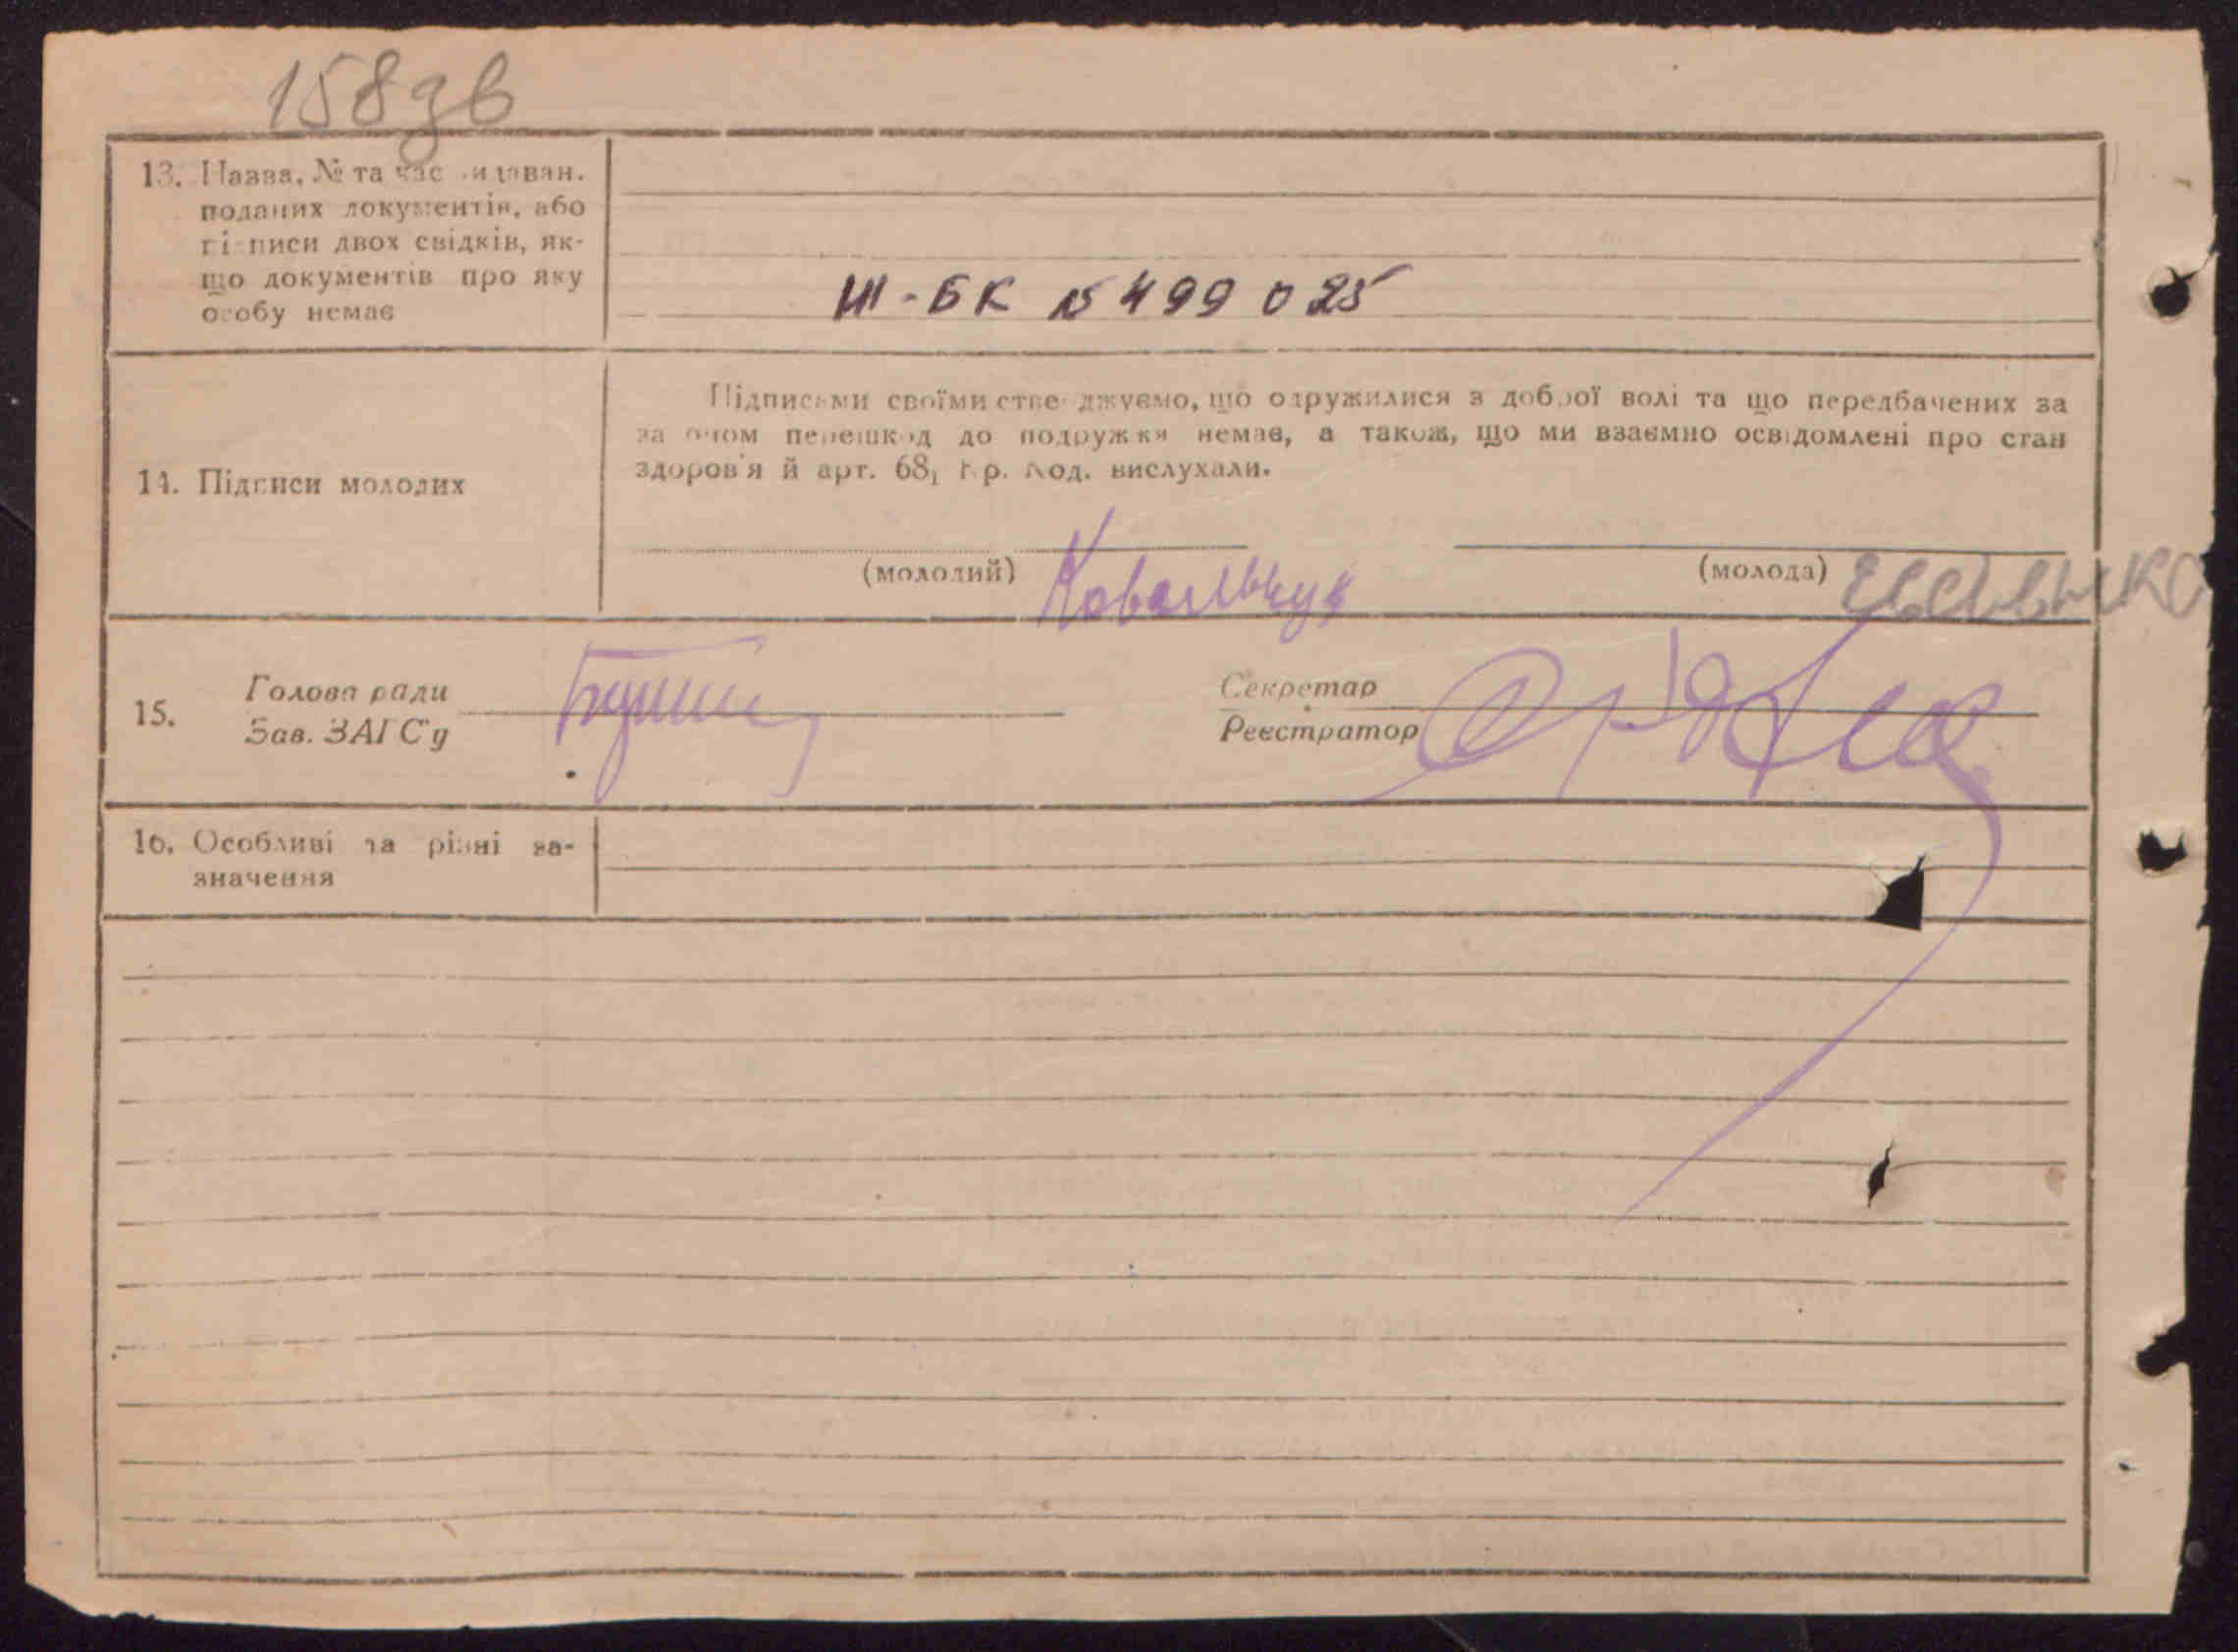 158 зв
13. Назва, № та час видаван.
поданих документів, або
підписи двох свідків, як-
що документів про яку
особу немає
III-БК № 499025
14. Підписи молодих
Підписами своїми стверджуємо, що одружилися з доброї волі та що передбачених за
законом перешкод до подружжя немає, а також, що ми взаємно освідомлені про стан
здоров'я й арт. 68, Кр. Код. вислухали.
(молодий) Ковальчук
(молода)
15.
Голова ради
Зав. ЗАГС'у
Секретар
Реєстратор
16. Особливі та різні за-
значення